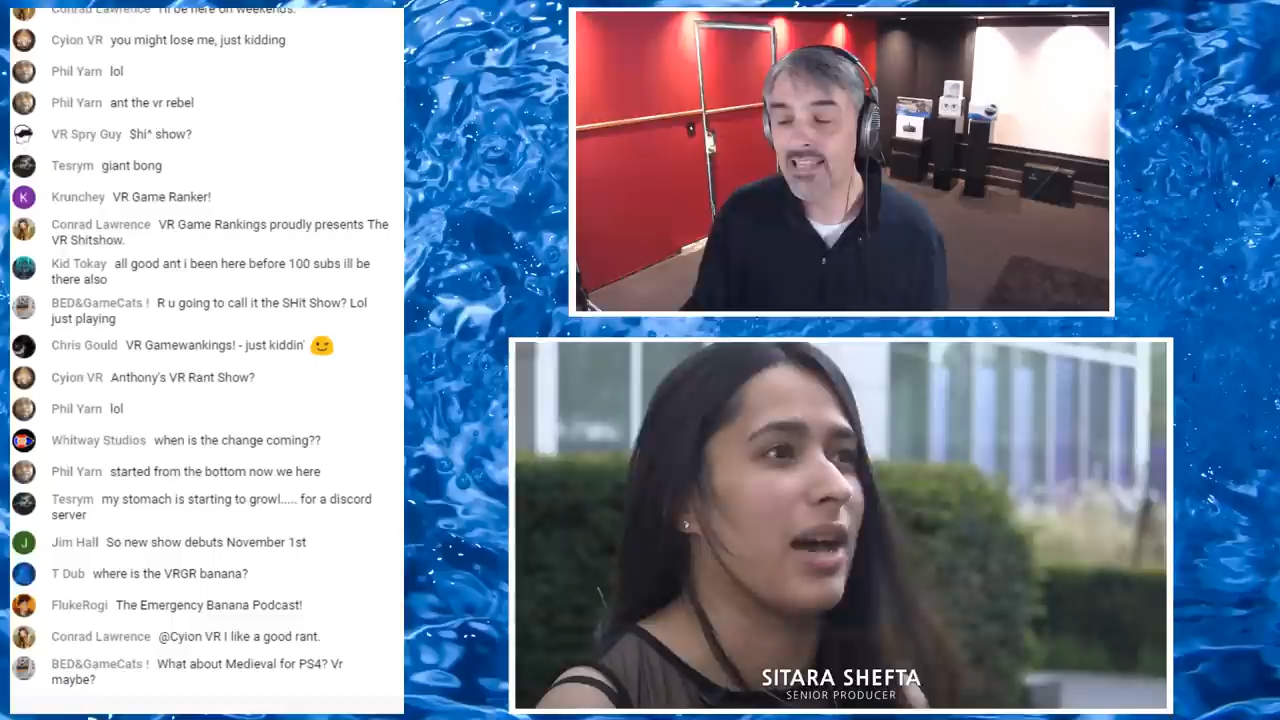 Conrad Lawrence I'll be here on weekends.
Cyion VR you might lose me, just kidding
Phil Yarn lol
Phil Yarn ant the vr rebel
VR Spry Guy $hi^ show?
Tesrym giant bong
K Krunchey VR Game Ranker!
Conrad Lawrence VR Game Rankings proudly presents The
VR Shitshow.
Kid Tokay all good ant i been here before 100 subs ill be
there also
BED&GameCats ! R u going to call it the SHit Show? Lol
just playing
Chris Gould VR Gamewankings! - just kiddin' 😉
Cyion VR Anthony's VR Rant Show?
Phil Yarn lol
Whitway Studios when is the change coming??
Phil Yarn started from the bottom now we here
Tesrym my stomach is starting to growl..... for a discord
server
J Jim Hall So new show debuts November 1st
T Dub where is the VRGR banana?
FlukeRogi The Emergency Banana Podcast!
Conrad Lawrence @Cyion VR I like a good rant.
BED&GameCats ! What about Medieval for PS4? Vr
maybe?
SITARA SHEFTA
SENIOR PRODUCER